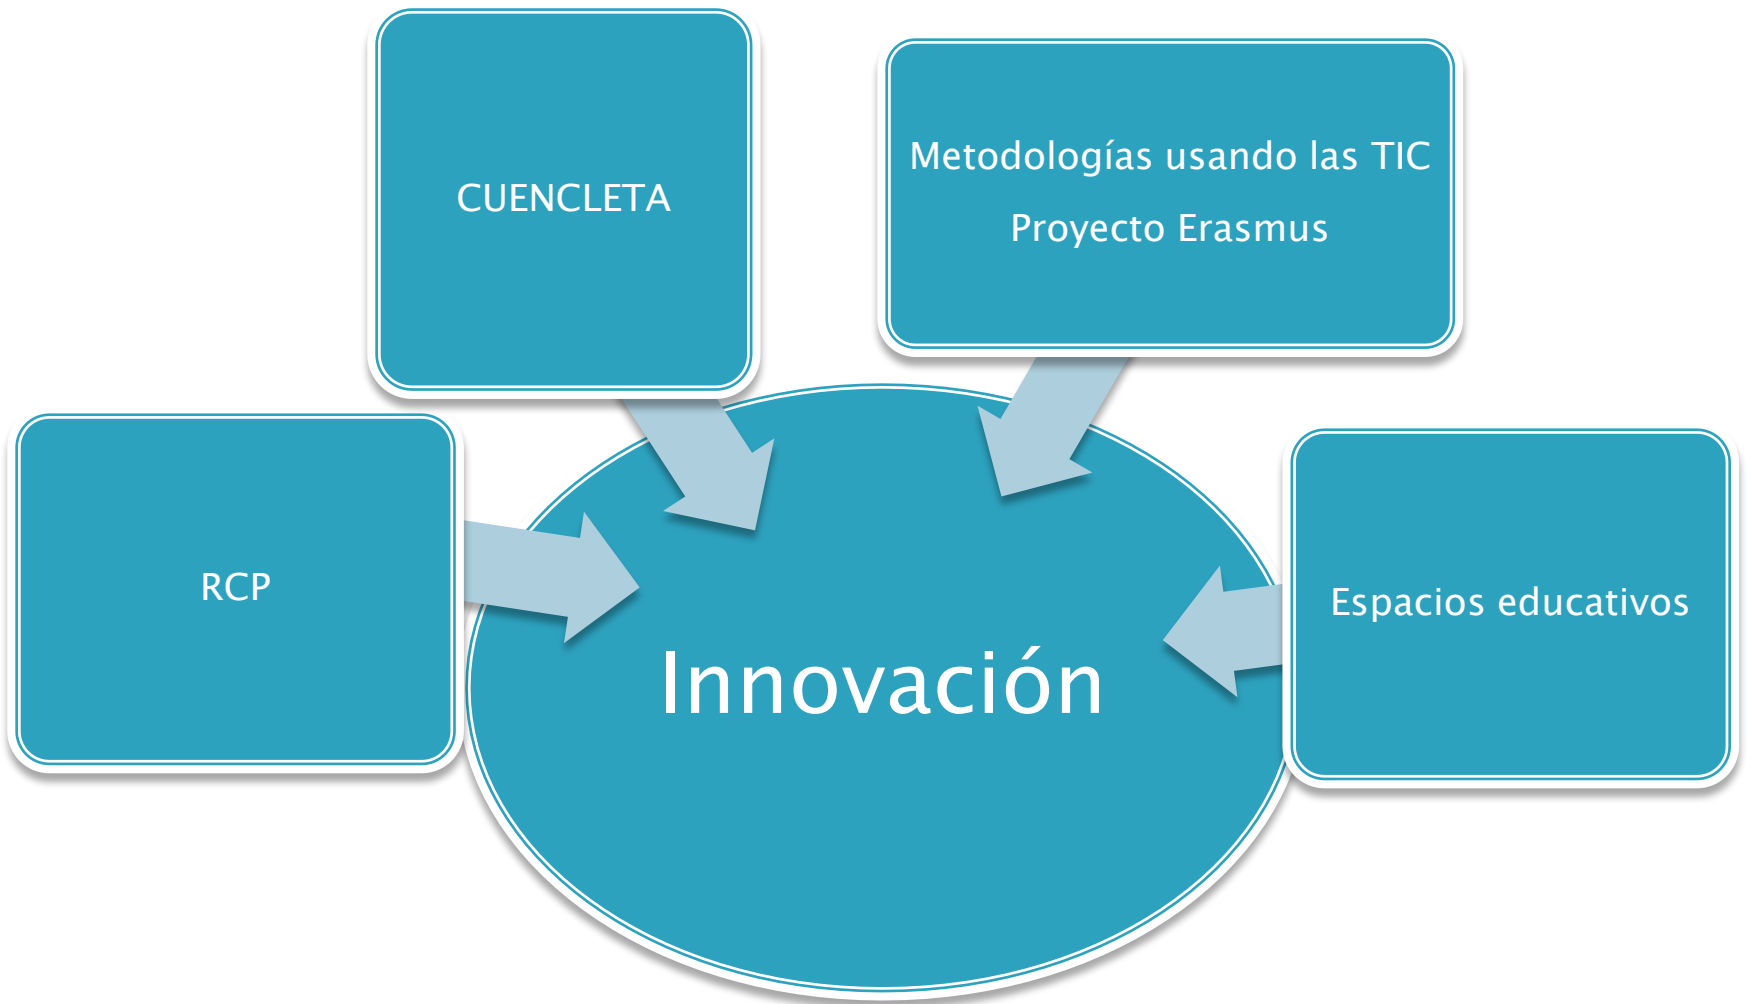 CUENCLETA
Metodologías usando las TIC
Proyecto Erasmus
RCP
Espacios educativos
Innovación